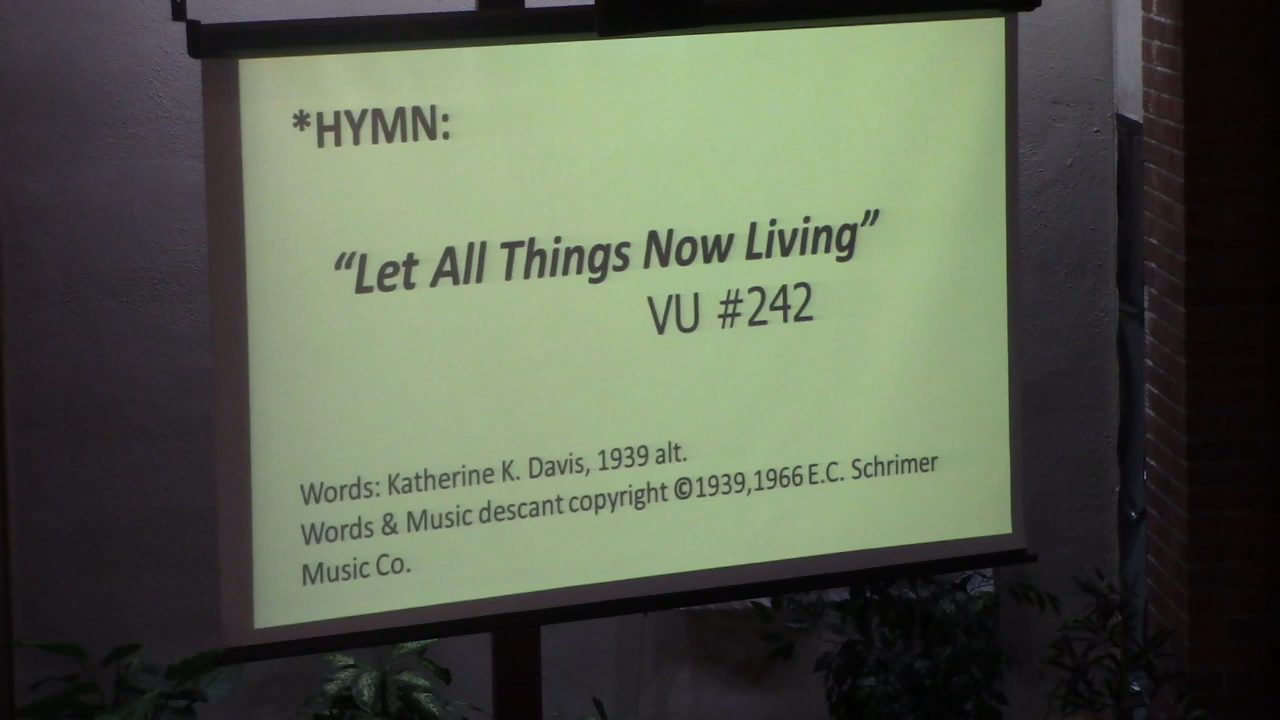 *HYMN:
“Let All Things Now Living”
VU #242
Words: Katherine K. Davis, 1939 alt.
Words & Music descant copyright ©1939,1966 E.C. Schrimer
Music Co.